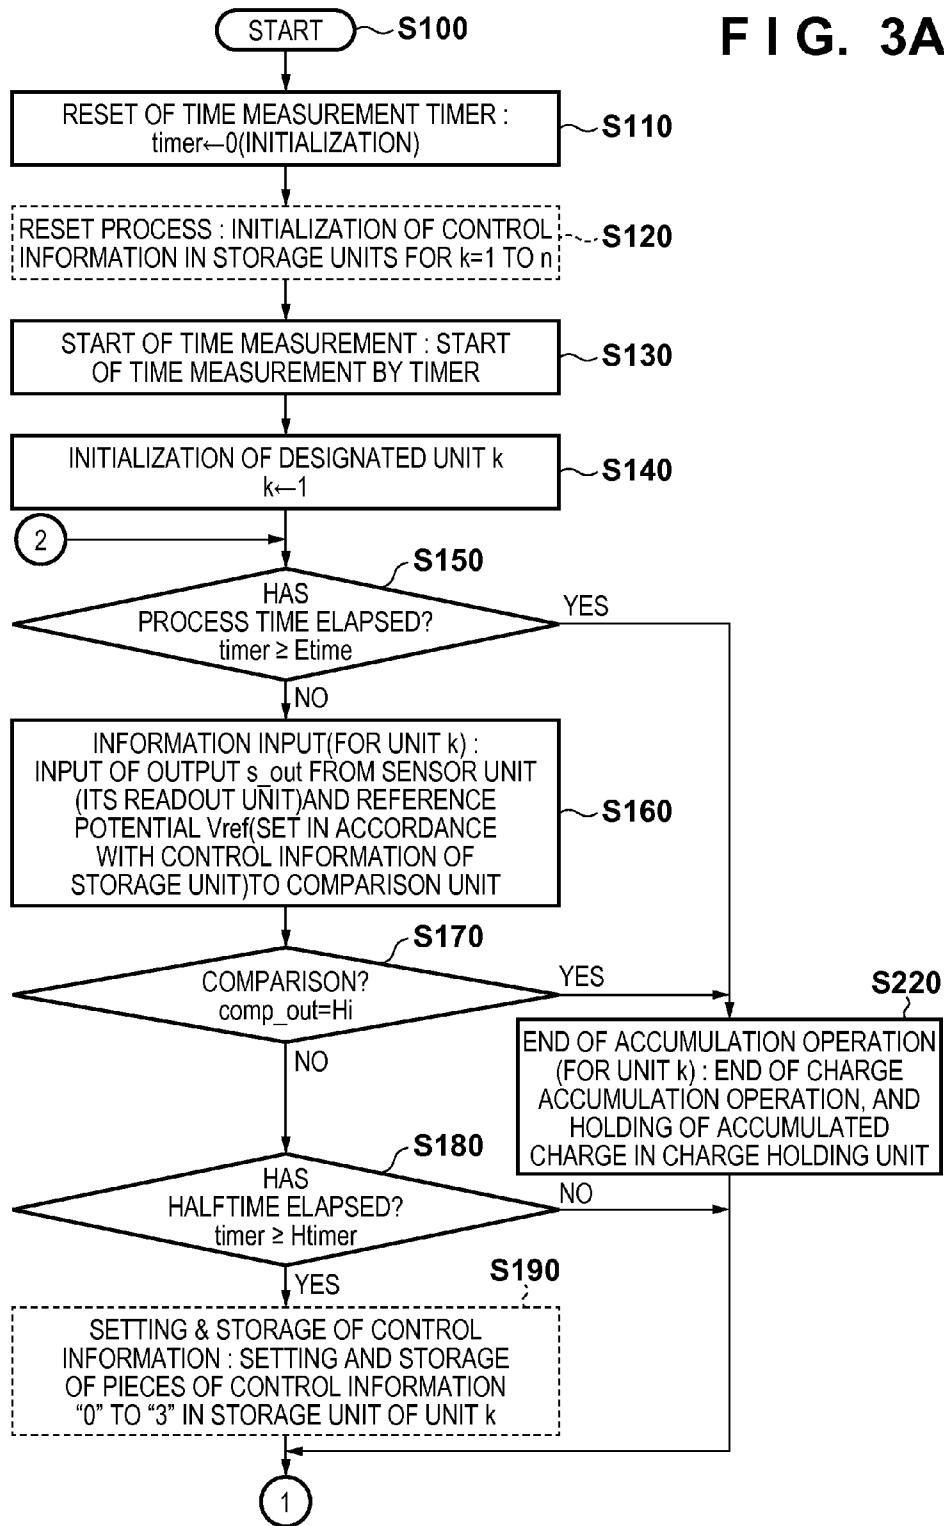 FIG. 3A
START
S100
RESET OF TIME MEASUREMENT TIMER :
timer←0(INITIALIZATION)
S110
RESET PROCESS : INITIALIZATION OF CONTROL
INFORMATION IN STORAGE UNITS FOR k=1 TO n
S120
START OF TIME MEASUREMENT : START
OF TIME MEASUREMENT BY TIMER
S130
INITIALIZATION OF DESIGNATED UNIT k
k←1
S140
2
S150
HAS
PROCESS TIME ELAPSED?
timer ≥ Etime
YES
NO
INFORMATION INPUT(FOR UNIT k) :
INPUT OF OUTPUT s_out FROM SENSOR UNIT
(ITS READOUT UNIT)AND REFERENCE
POTENTIAL Vref(SET IN ACCORDANCE
WITH CONTROL INFORMATION OF
STORAGE UNIT)TO COMPARISON UNIT
S160
S170
COMPARISON?
comp_out=Hi
YES
NO
S220
END OF ACCUMULATION OPERATION
(FOR UNIT k) : END OF CHARGE
ACCUMULATION OPERATION, AND
HOLDING OF ACCUMULATED
CHARGE IN CHARGE HOLDING UNIT
S180
HAS
HALFTIME ELAPSED?
timer ≥ Htimer
NO
YES
S190
SETTING & STORAGE OF CONTROL
INFORMATION : SETTING AND STORAGE
OF PIECES OF CONTROL INFORMATION
“0” TO “3” IN STORAGE UNIT OF UNIT k
1